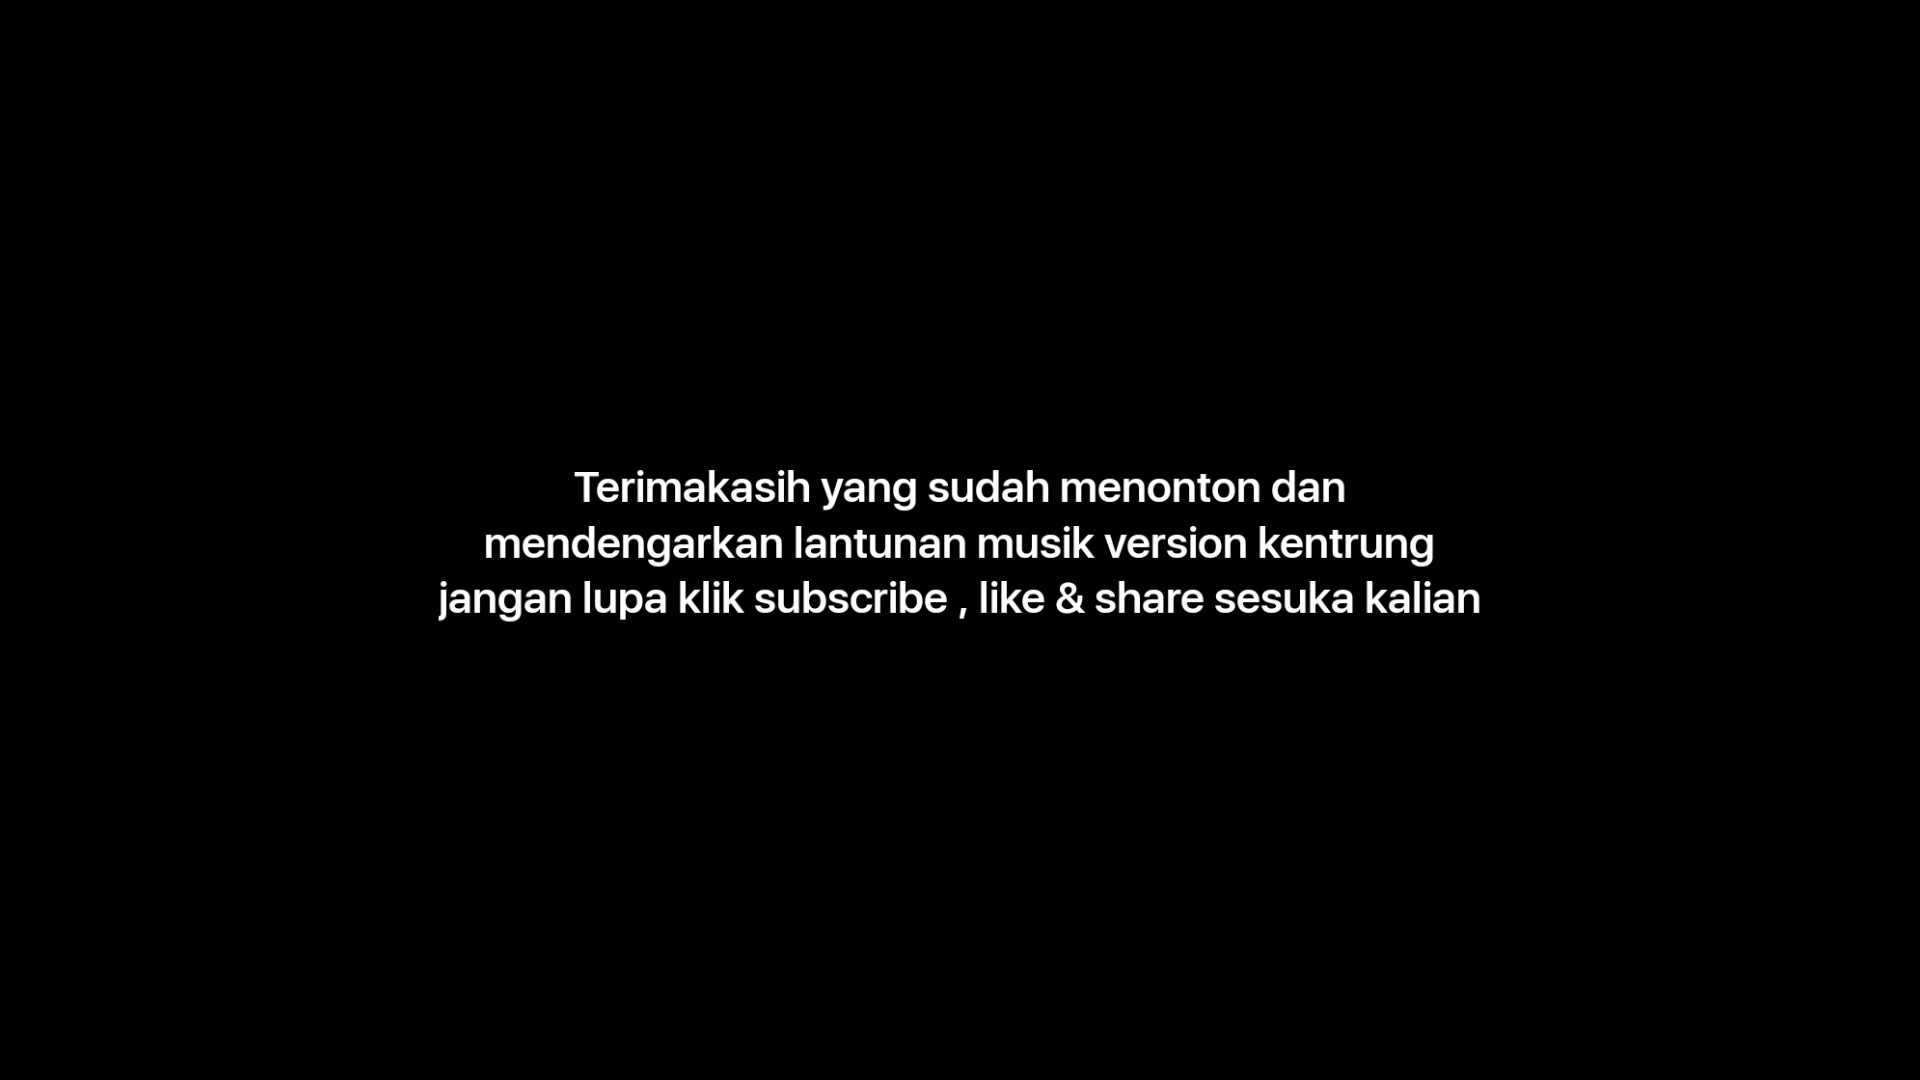 Terimakasih yang sudah menonton dan
mendengarkan lantunan musik version kentrung
jangan lupa klik subscribe , like & share sesuka kalian